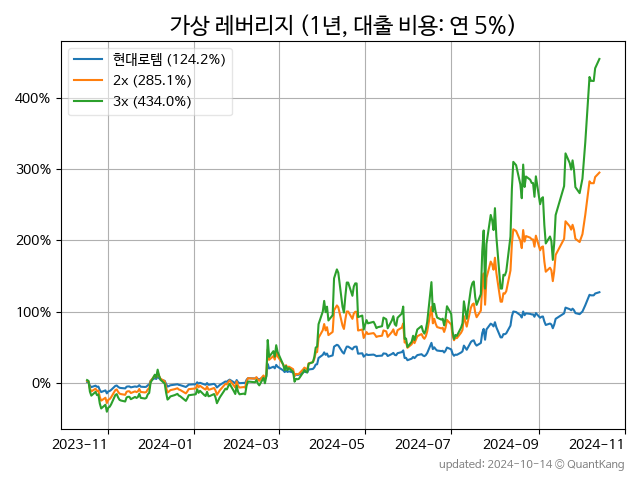 가상 레버리지 (1년, 대출 비용: 연 5%)
현대로템 (124.2%)
2x (285.1%)
3x (434.0%)
400%
300%
200%
100%
0%
2023-11 2024-01 2024-03 2024-05 2024-07 2024-09 2024-11
updated: 2024-10-14 © QuantKang